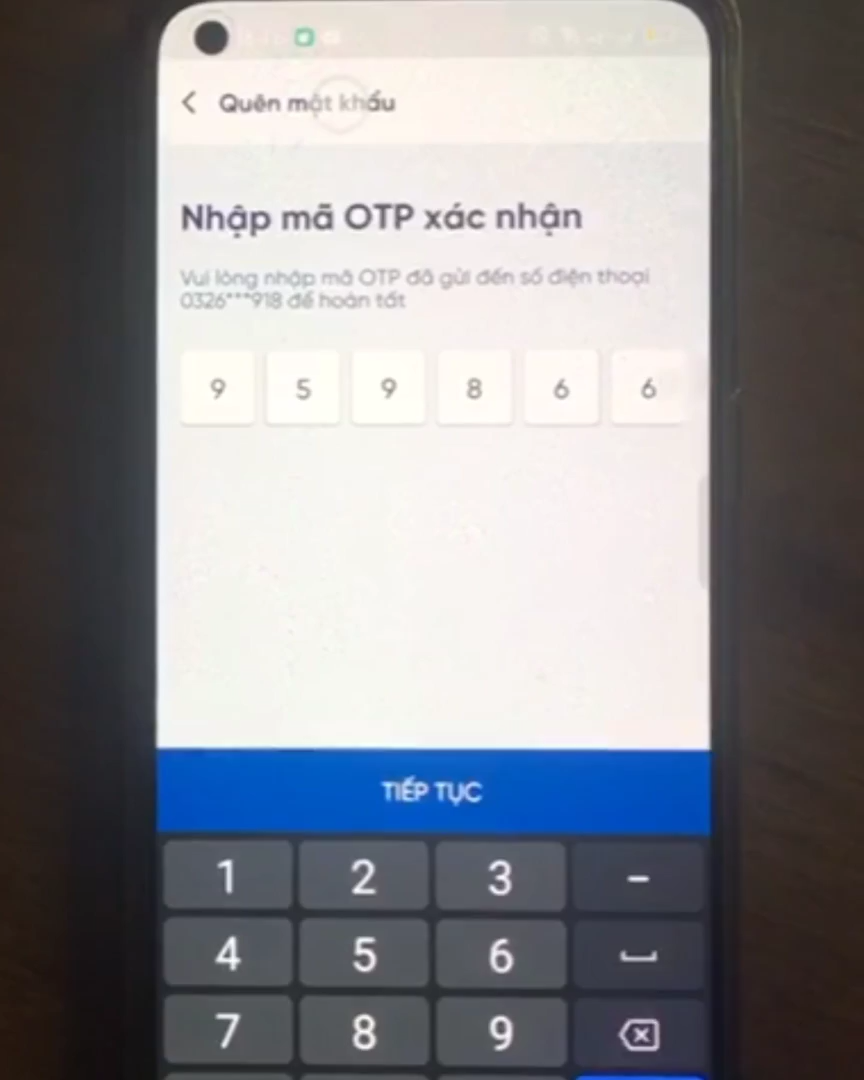 Quên mật khẩu
Nhập mã OTP xác nhận
Vui lòng nhập mã OTP đã gửi đến số điện thoại
0326***918 để hoàn tất
9 5 9 8 6 6
TIẾP TỤC
1 2 3 -
4 5 6
7 8 9